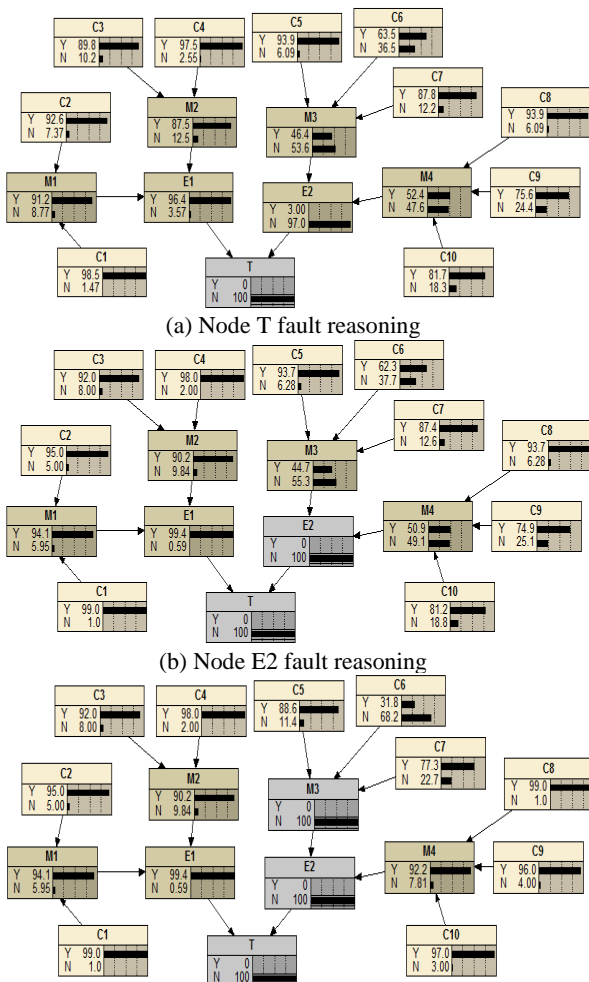 C3
Y 89.8
N 10.2
C4
Y 97.5
N 2.55
C5
Y 93.9
N 6.09
C6
Y 63.5
N 36.5
C2
Y 92.6
N 7.37
M2
Y 87.5
N 12.5
M3
Y 46.4
N 53.6
C7
Y 87.8
N 12.2
C8
Y 93.9
N 6.09
M1
Y 91.2
N 8.77
E1
Y 96.4
N 3.57
E2
Y 3.00
N 97.0
M4
Y 52.4
N 47.6
C9
Y 75.6
N 24.4
C1
Y 98.5
N 1.47
T
Y 0
N 100
C10
Y 81.7
N 18.3
(a) Node T fault reasoning
C3
Y 92.0
N 8.00
C4
Y 98.0
N 2.00
C5
Y 93.7
N 6.28
C6
Y 62.3
N 37.7
C2
Y 95.0
N 5.00
M2
Y 90.2
N 9.84
M3
Y 44.7
N 55.3
C7
Y 87.4
N 12.6
C8
Y 93.7
N 6.28
M1
Y 94.1
N 5.95
E1
Y 99.4
N 0.59
E2
Y 0
N 100
M4
Y 50.9
N 49.1
C9
Y 74.9
N 25.1
C1
Y 99.0
N 1.0
T
Y 0
N 100
C10
Y 81.2
N 18.8
(b) Node E2 fault reasoning
C3
Y 92.0
N 8.00
C4
Y 98.0
N 2.00
C5
Y 88.6
N 11.4
C6
Y 31.8
N 68.2
C2
Y 95.0
N 5.00
M2
Y 90.2
N 9.84
M3
Y 0
N 100
C7
Y 77.3
N 22.7
C8
Y 99.0
N 1.0
M1
Y 94.1
N 5.95
E1
Y 99.4
N 0.59
E2
Y 0
N 100
M4
Y 92.2
N 7.81
C9
Y 96.0
N 4.00
C1
Y 99.0
N 1.0
T
Y 0
N 100
C10
Y 97.0
N 3.00